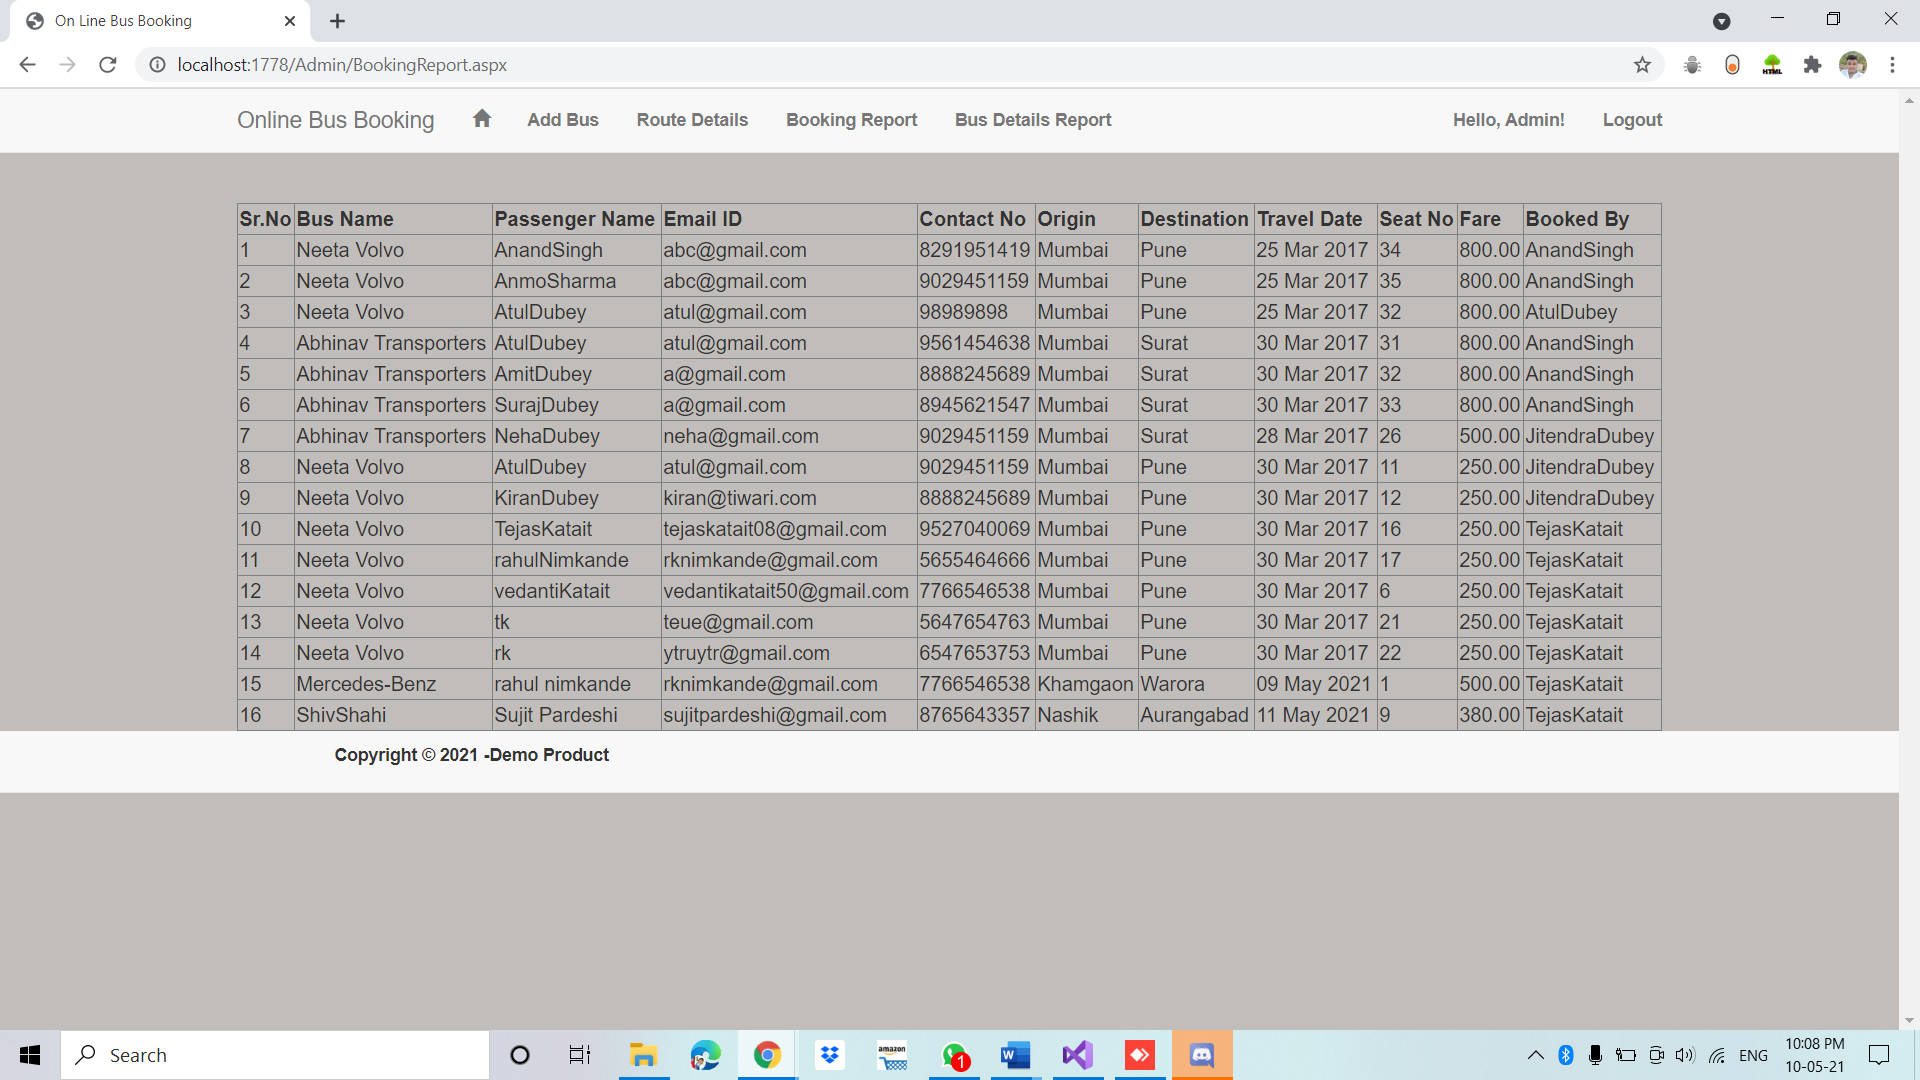 On Line Bus Booking
localhost:1778/Admin/BookingReport.aspx
HTML
Online Bus Booking Add Bus Route Details Booking Report Bus Details Report Hello, Admin! Logout
Sr.No Bus Name Passenger Name Email ID Contact No Origin Destination Travel Date Seat No Fare Booked By
1 Neeta Volvo AnandSingh abc@gmail.com 8291951419 Mumbai Pune 25 Mar 2017 34 800.00 AnandSingh
2 Neeta Volvo AnmoSharma abc@gmail.com 9029451159 Mumbai Pune 25 Mar 2017 35 800.00 AnandSingh
3 Neeta Volvo AtulDubey atul@gmail.com 98989898 Mumbai Pune 25 Mar 2017 32 800.00 AtulDubey
4 Abhinav Transporters AtulDubey atul@gmail.com 9561454638 Mumbai Surat 30 Mar 2017 31 800.00 AnandSingh
5 Abhinav Transporters AmitDubey a@gmail.com 8888245689 Mumbai Surat 30 Mar 2017 32 800.00 AnandSingh
6 Abhinav Transporters SurajDubey a@gmail.com 8945621547 Mumbai Surat 30 Mar 2017 33 800.00 AnandSingh
7 Abhinav Transporters NehaDubey neha@gmail.com 9029451159 Mumbai Surat 28 Mar 2017 26 500.00 JitendraDubey
8 Neeta Volvo AtulDubey atul@gmail.com 9029451159 Mumbai Pune 30 Mar 2017 11 250.00 JitendraDubey
9 Neeta Volvo KiranDubey kiran@tiwari.com 8888245689 Mumbai Pune 30 Mar 2017 12 250.00 JitendraDubey
10 Neeta Volvo TejasKatait tejaskatait08@gmail.com 9527040069 Mumbai Pune 30 Mar 2017 16 250.00 TejasKatait
11 Neeta Volvo rahulNimkande rknimkande@gmail.com 5655464666 Mumbai Pune 30 Mar 2017 17 250.00 TejasKatait
12 Neeta Volvo vedantiKatait vedantikatait50@gmail.com 7766546538 Mumbai Pune 30 Mar 2017 6 250.00 TejasKatait
13 Neeta Volvo tk teue@gmail.com 5647654763 Mumbai Pune 30 Mar 2017 21 250.00 TejasKatait
14 Neeta Volvo rk ytruytr@gmail.com 6547653753 Mumbai Pune 30 Mar 2017 22 250.00 TejasKatait
15 Mercedes-Benz rahul nimkande rknimkande@gmail.com 7766546538 Khamgaon Warora 09 May 2021 1 500.00 TejasKatait
16 ShivShahi Sujit Pardeshi sujitpardeshi@gmail.com 8765643357 Nashik Aurangabad 11 May 2021 9 380.00 TejasKatait
Copyright © 2021 -Demo Product
Search amazon 1 W ENG 10:08 PM
10-05-21